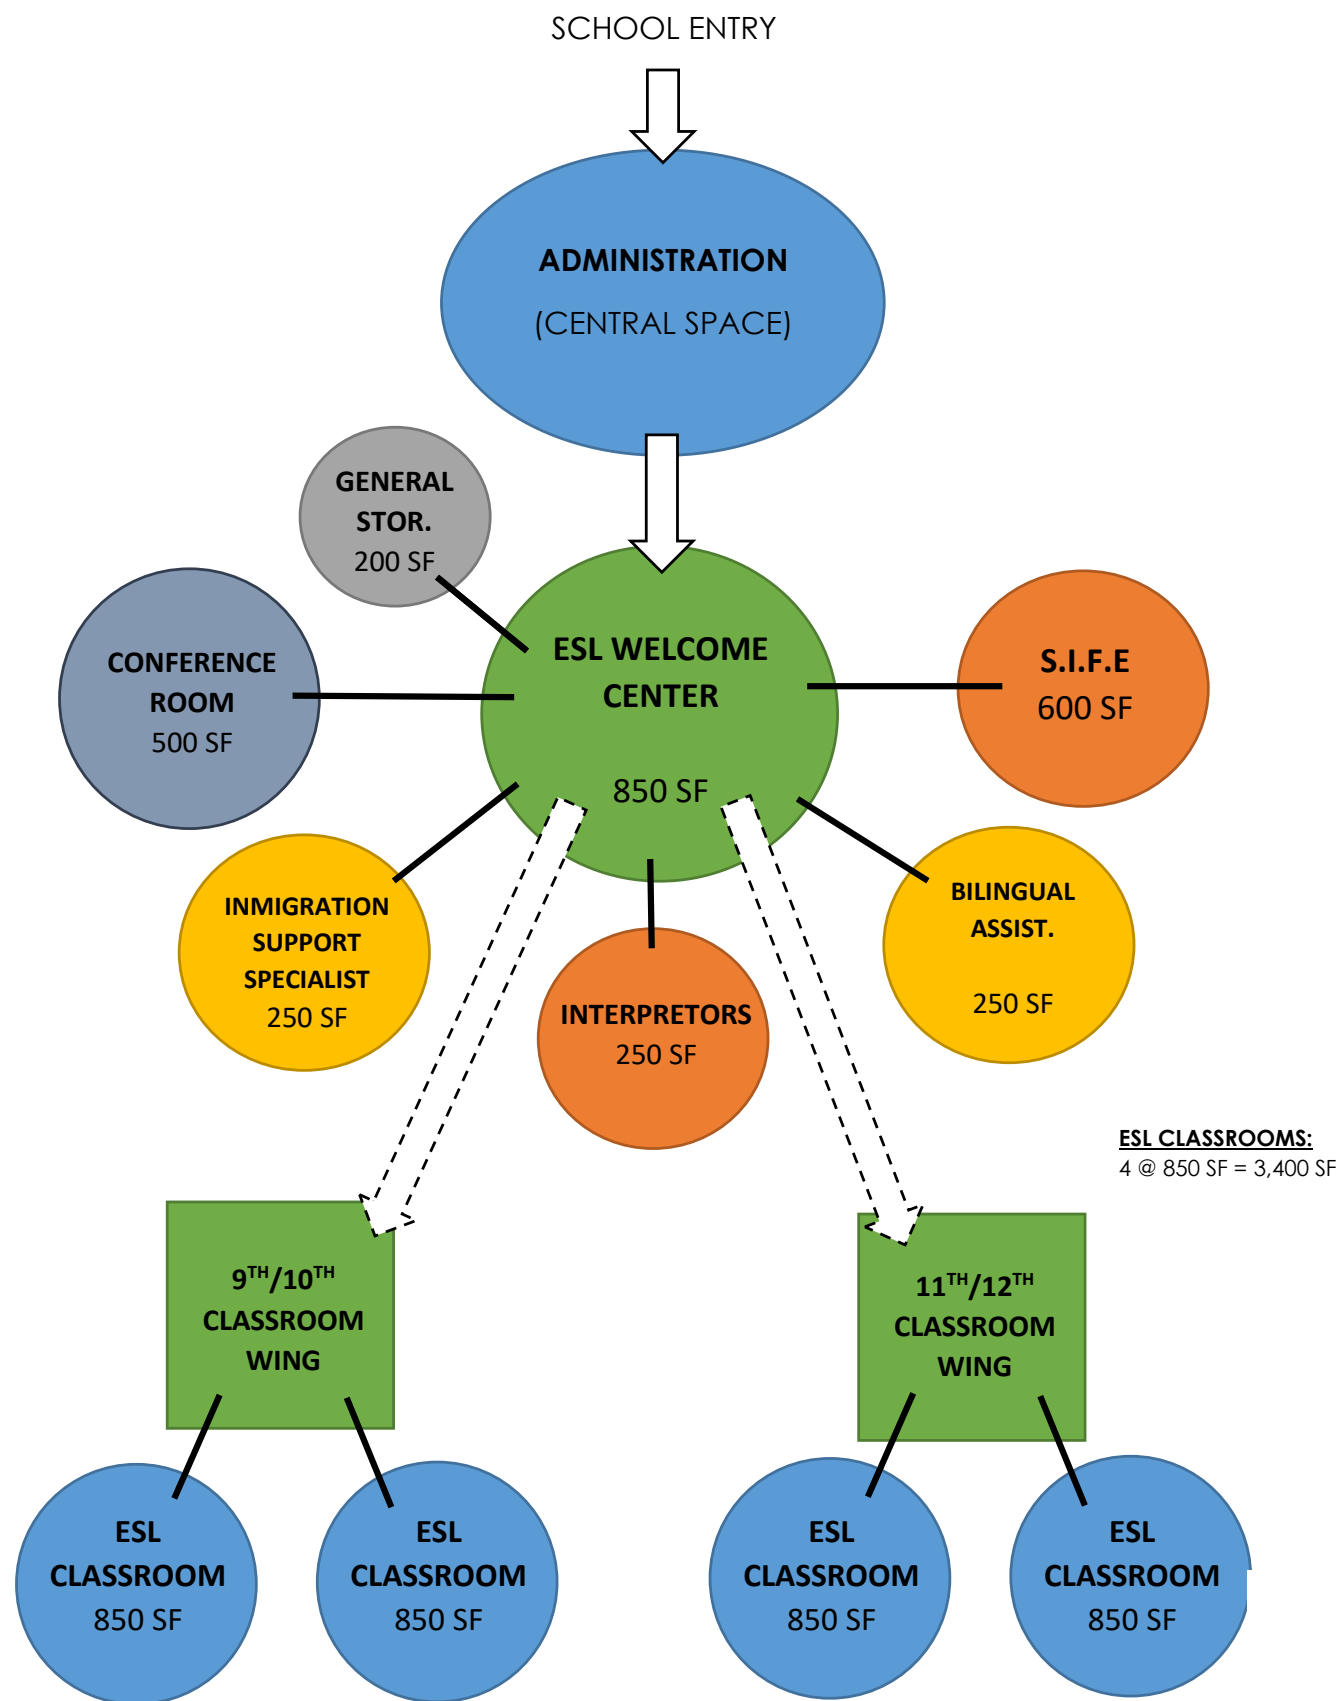 SCHOOL ENTRY
ADMINISTRATION
(CENTRAL SPACE)
GENERAL
STOR.
200 SF
CONFERENCE
ROOM
500 SF
ESL WELCOME
CENTER
850 SF
S.I.F.E
600 SF
INMIGRATION
SUPPORT
SPECIALIST
250 SF
INTERPRETORS
250 SF
BILINGUAL
ASSIST.
250 SF
ESL CLASSROOMS:
4 @ 850 SF = 3,400 SF
9TH/10TH
CLASSROOM
WING
11TH/12TH
CLASSROOM
WING
ESL
CLASSROOM
850 SF
ESL
CLASSROOM
850 SF
ESL
CLASSROOM
850 SF
ESL
CLASSROOM
850 SF